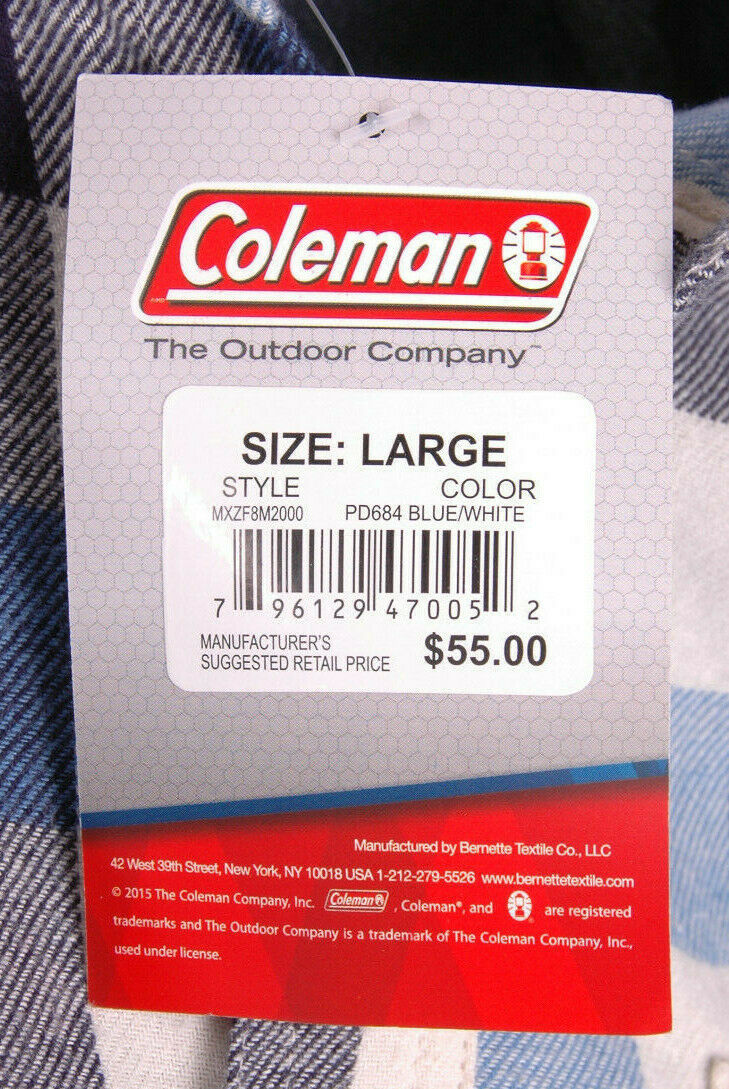 Coleman
The Outdoor Company™
SIZE: LARGE
STYLE COLOR
MXZF8M2000 PD684 BLUE/WHITE
7 96129 47005 2
MANUFACTURER'S
SUGGESTED RETAIL PRICE $55.00
Manufactured by Bernette Textile Co., LLC
42 West 39th Street, New York, NY 10018 USA 1-212-279-5526 www.bernettetextile.com
© 2015 The Coleman Company, Inc. Coleman , Coleman®, and ® are registered
trademarks and The Outdoor Company is a trademark of The Coleman Company, Inc.,
used under license.